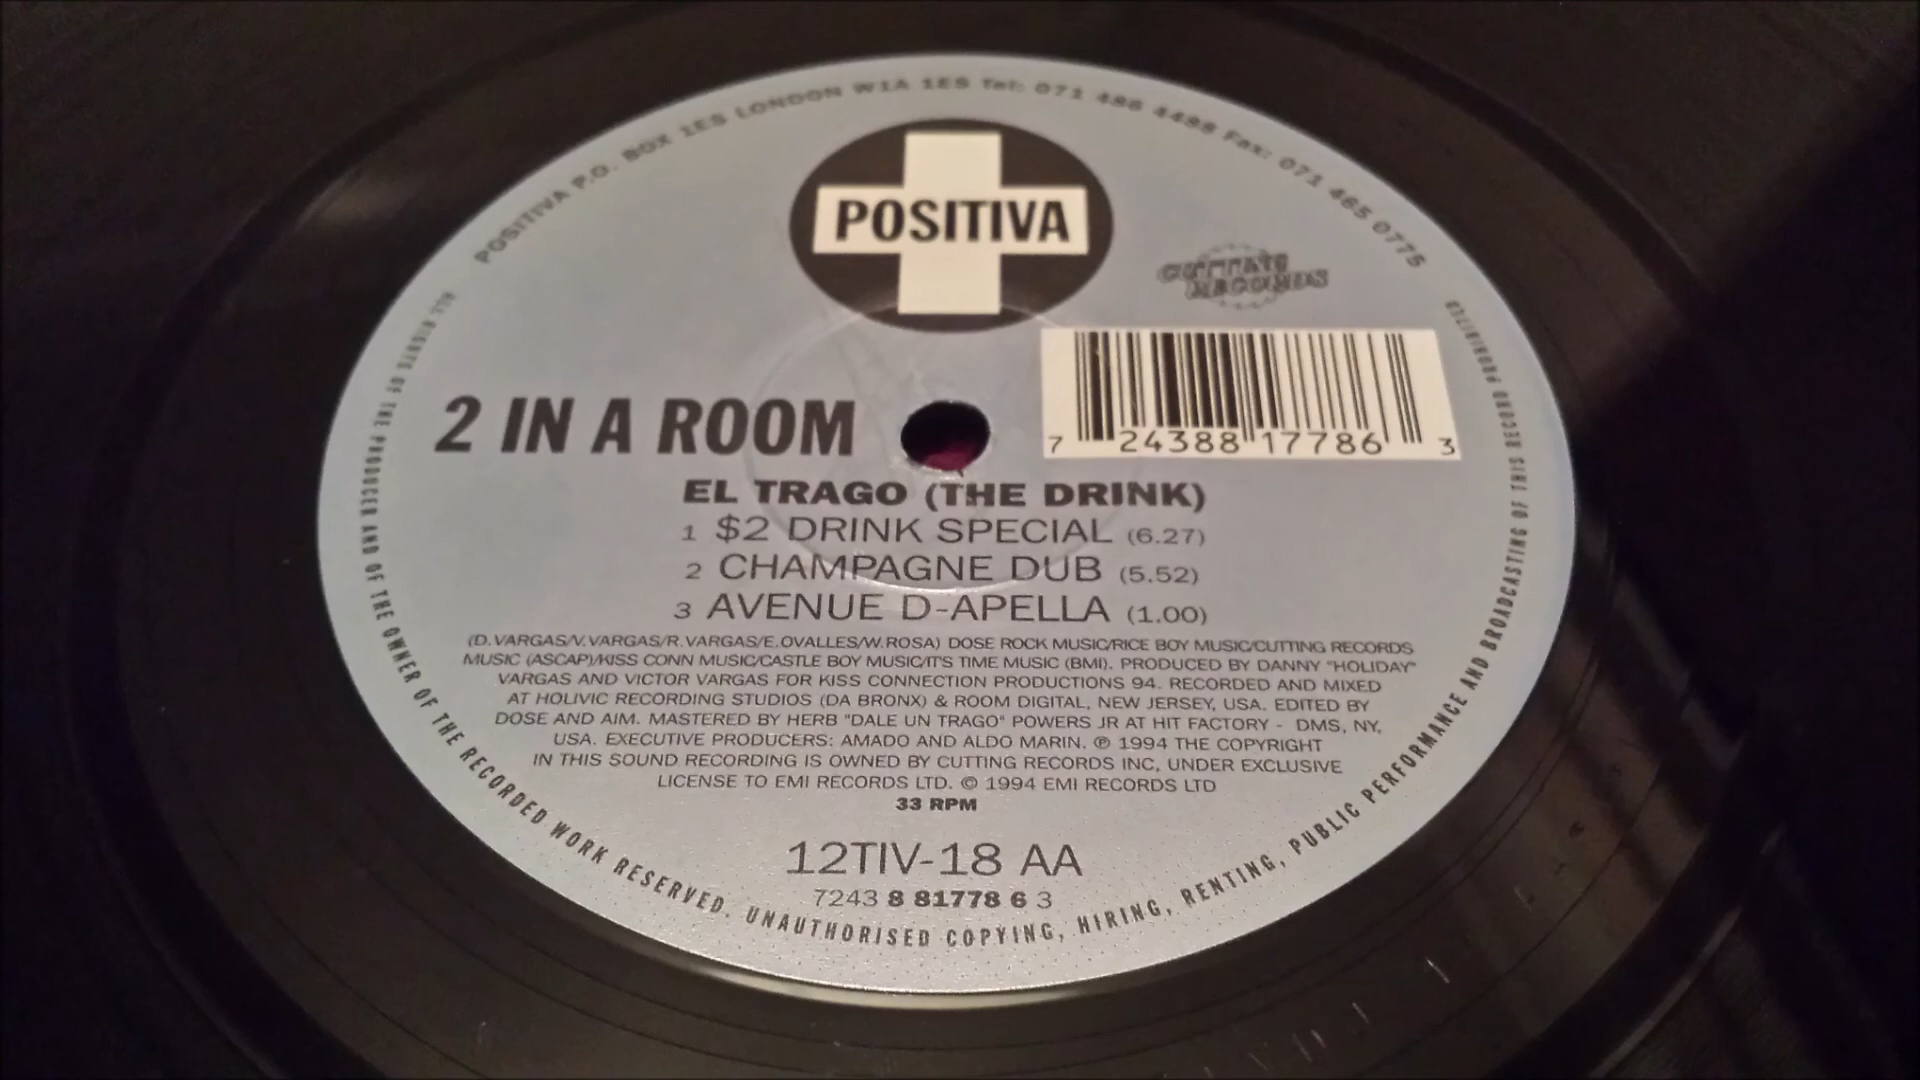 POSITIVA P.O. BOX 1ES LONDON W1A 1ES Tel: 071 486 4488 Fax: 071 465 0775
POSITIVA
CUTTING
RECORDS
2 IN A ROOM
7 24388 17786 3
EL TRAGO (THE DRINK)
1 $2 DRINK SPECIAL (6.27)
2 CHAMPAGNE DUB (5.52)
3 AVENUE D-APELLA (1.00)
(D. VARGAS/V. VARGAS/R. VARGAS/E. OVALLES/W. ROSA) DOSE ROCK MUSIC/RICE BOY MUSIC/CUTTING RECORDS
MUSIC (ASCAP)/KISS CONN MUSIC/CASTLE BOY MUSIC/IT'S TIME MUSIC (BMI). PRODUCED BY DANNY "HOLIDAY"
VARGAS AND VICTOR VARGAS FOR KISS CONNECTION PRODUCTIONS 94. RECORDED AND MIXED
AT HOLIVIC RECORDING STUDIOS (DA BRONX) & ROOM DIGITAL, NEW JERSEY, USA. EDITED BY
DOSE AND AIM. MASTERED BY HERB "DALE UN TRAGO" POWERS JR AT HIT FACTORY - DMS, NY,
USA. EXECUTIVE PRODUCERS: AMADO AND ALDO MARIN. ℗ 1994 THE COPYRIGHT
IN THIS SOUND RECORDING IS OWNED BY CUTTING RECORDS INC, UNDER EXCLUSIVE
LICENSE TO EMI RECORDS LTD. © 1994 EMI RECORDS LTD
33 RPM
12TIV-18 AA
7243 8 81778 6 3
ALL RIGHTS OF THE PRODUCER AND OF THE OWNER OF THE RECORDED WORK RESERVED. UNAUTHORISED COPYING, HIRING, RENTING, PUBLIC PERFORMANCE AND BROADCASTING OF THIS RECORD PROHIBITED